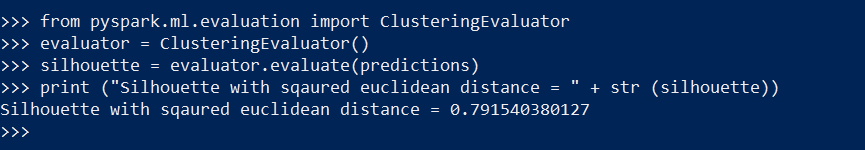 >>> from pyspark.ml.evaluation import ClusteringEvaluator
>>> evaluator = ClusteringEvaluator()
>>> silhouette = evaluator.evaluate(predictions)
>>> print ("Silhouette with sqaured euclidean distance = " + str (silhouette))
Silhouette with sqaured euclidean distance = 0.791540380127
>>>